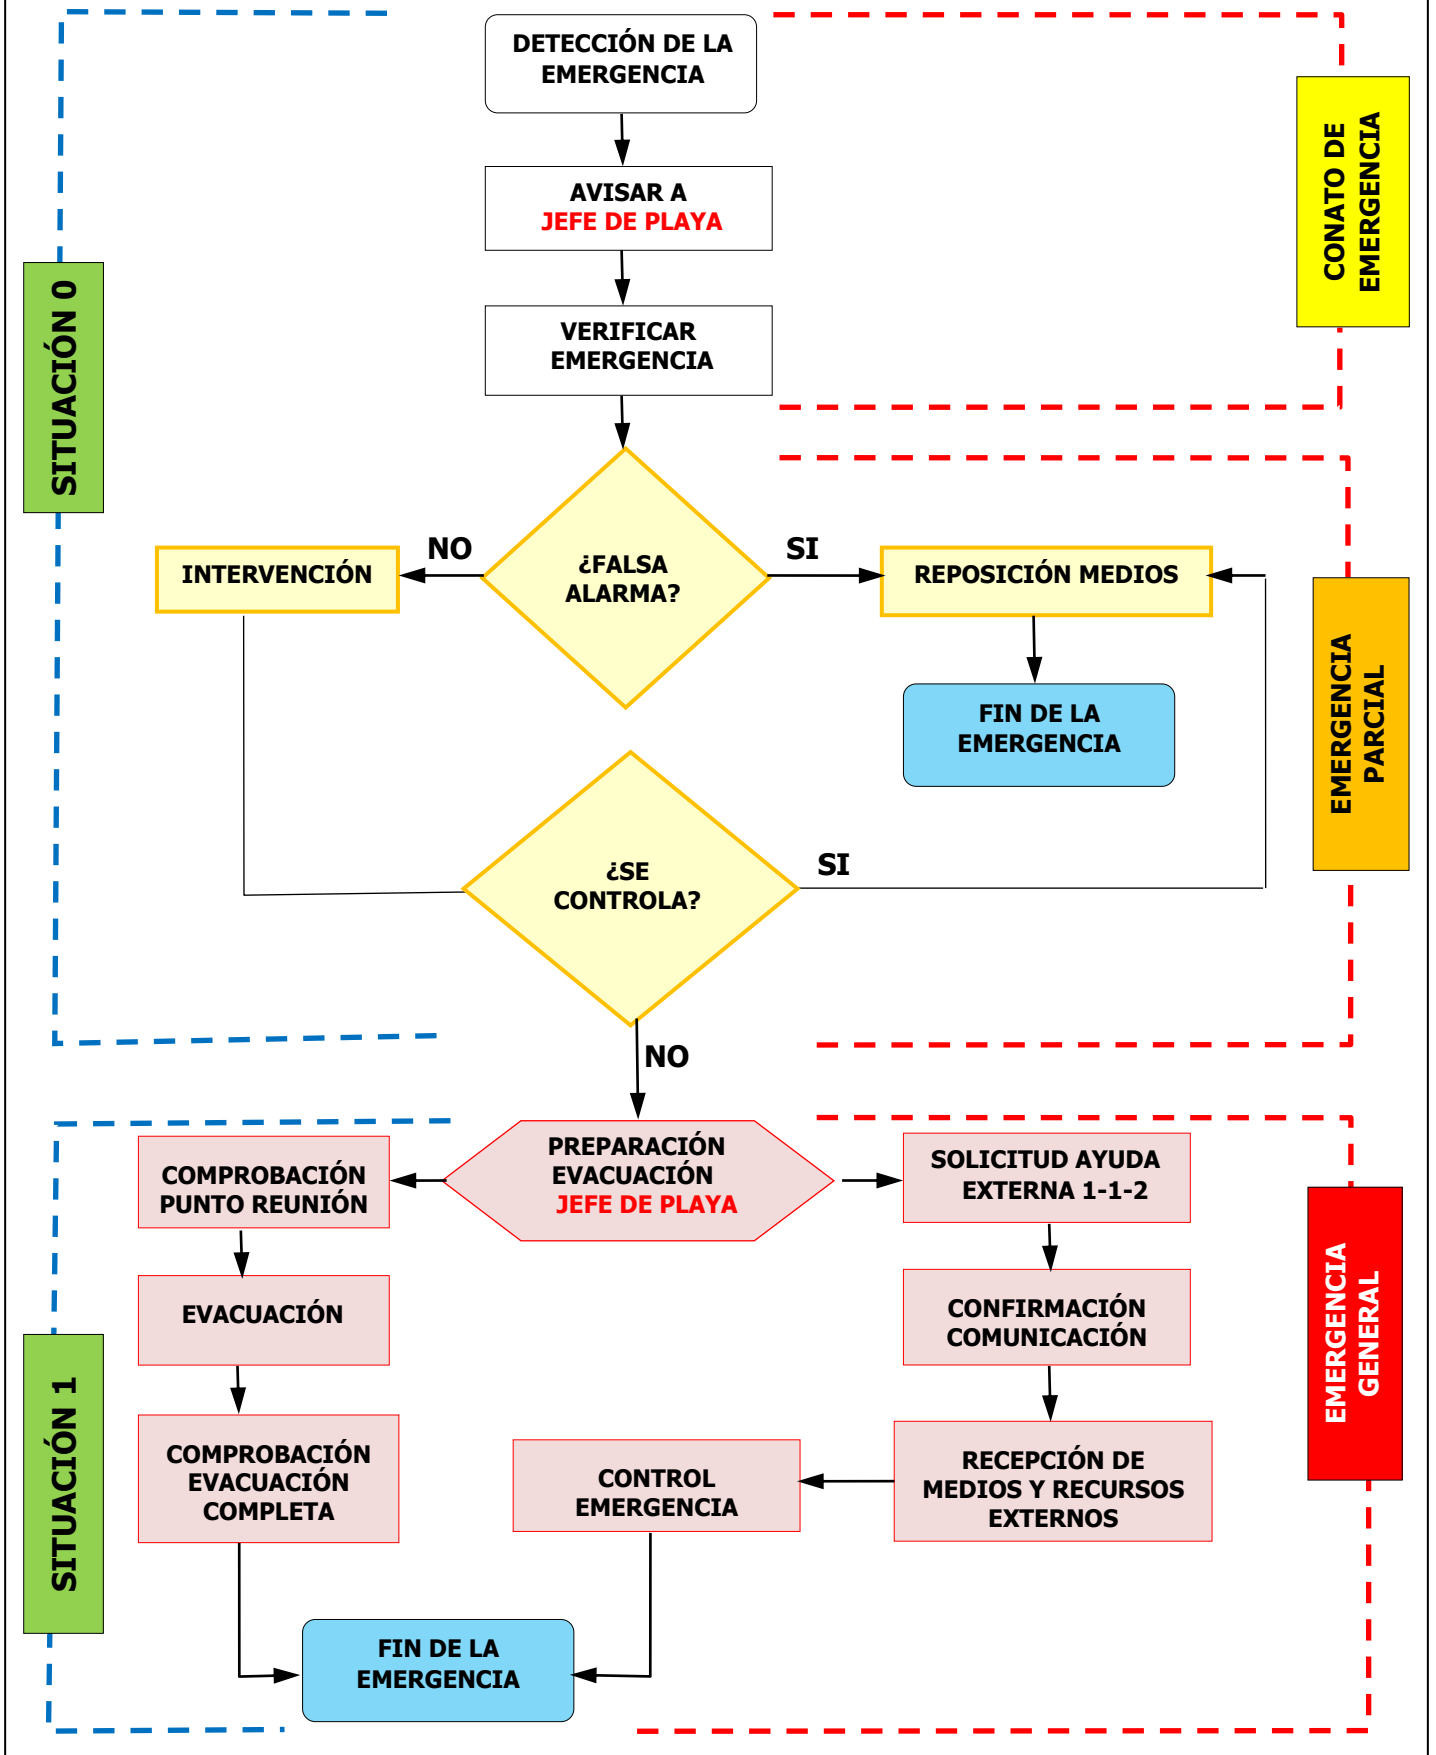 DETECCIÓN DE LA
EMERGENCIA
CONATO DE
EMERGENCIA
AVISAR A
JEFE DE PLAYA
SITUACIÓN 0
VERIFICAR
EMERGENCIA
¿FALSA
ALARMA?
NO
SI
INTERVENCIÓN
REPOSICIÓN MEDIOS
FIN DE LA
EMERGENCIA
EMERGENCIA
PARCIAL
¿SE
CONTROLA?
SI
NO
PREPARACIÓN
EVACUACIÓN
JEFE DE PLAYA
COMPROBACIÓN
PUNTO REUNIÓN
SOLICITUD AYUDA
EXTERNA 1-1-2
EVACUACIÓN
CONFIRMACIÓN
COMUNICACIÓN
EMERGENCIA
GENERAL
SITUACIÓN 1
COMPROBACIÓN
EVACUACIÓN
COMPLETA
CONTROL
EMERGENCIA
RECEPCIÓN DE
MEDIOS Y RECURSOS
EXTERNOS
FIN DE LA
EMERGENCIA